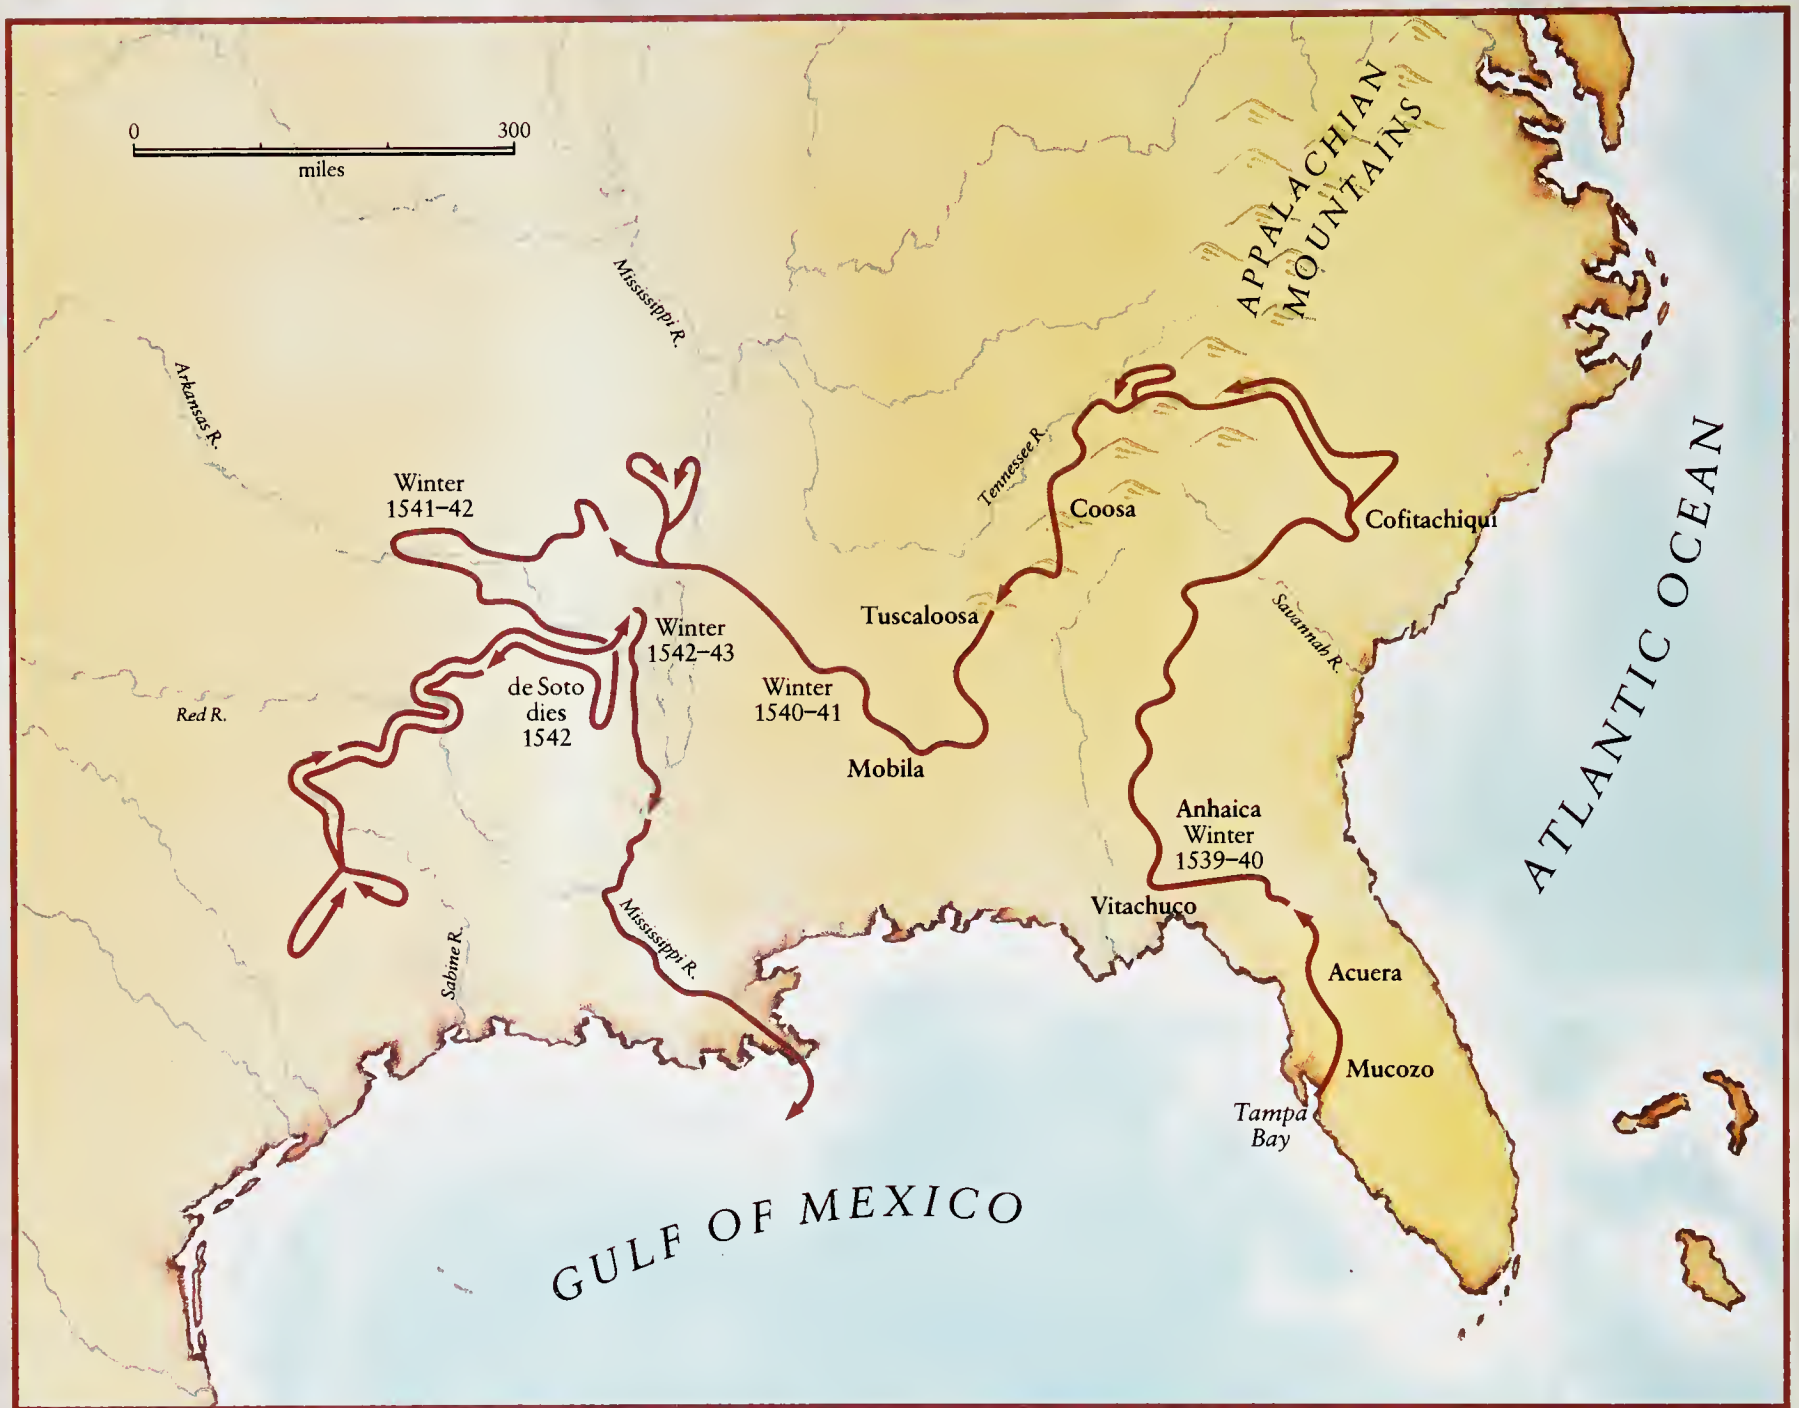 0 300
miles
APPALACHIAN
MOUNTAINS
Mississippi R.
Arkansas R.
Tennessee R.
Winter
1541–42
Coosa
Cofitachiqui
ATLANTIC OCEAN
Tuscaloosa
Savannah R.
Winter
1542–43
de Soto
dies
1542
Winter
1540–41
Red R.
Mobila
Anhaica
Winter
1539–40
Vitachuco
Mississippi R.
Sabine R.
Acuera
Mucozo
Tampa
Bay
GULF OF MEXICO